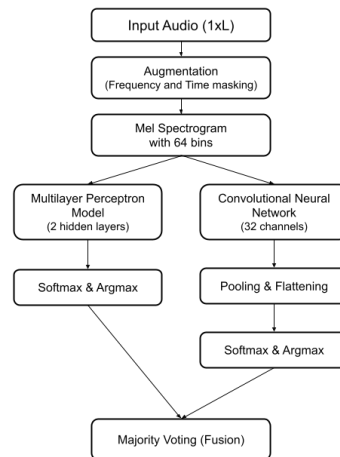 Input Audio (1xL)
Augmentation
(Frequency and Time masking)
Mel Spectrogram
with 64 bins
Multilayer Perceptron
Model
(2 hidden layers)
Convolutional Neural
Network
(32 channels)
Softmax & Argmax
Pooling & Flattening
Softmax & Argmax
Majority Voting (Fusion)